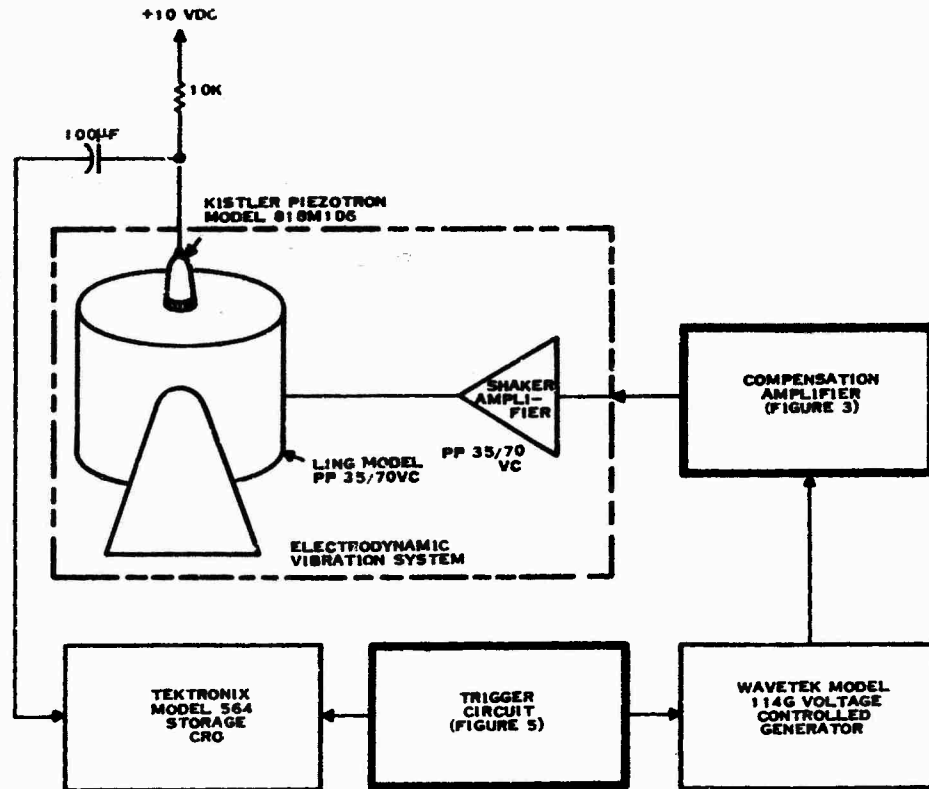 +10 VDC
10K
100µF
KISTLER PIEZOTRON
MODEL 818M106
SHAKER
AMPLI-
FIER
PP 35/70
VC
COMPENSATION
AMPLIFIER
(FIGURE 3)
LING MODEL
PP 35/70VC
ELECTRODYNAMIC
VIBRATION SYSTEM
TEKTRONIX
MODEL 564
STORAGE
CRO
TRIGGER
CIRCUIT
(FIGURE 5)
WAVETEK MODEL
114G VOLTAGE
CONTROLLED
GENERATOR